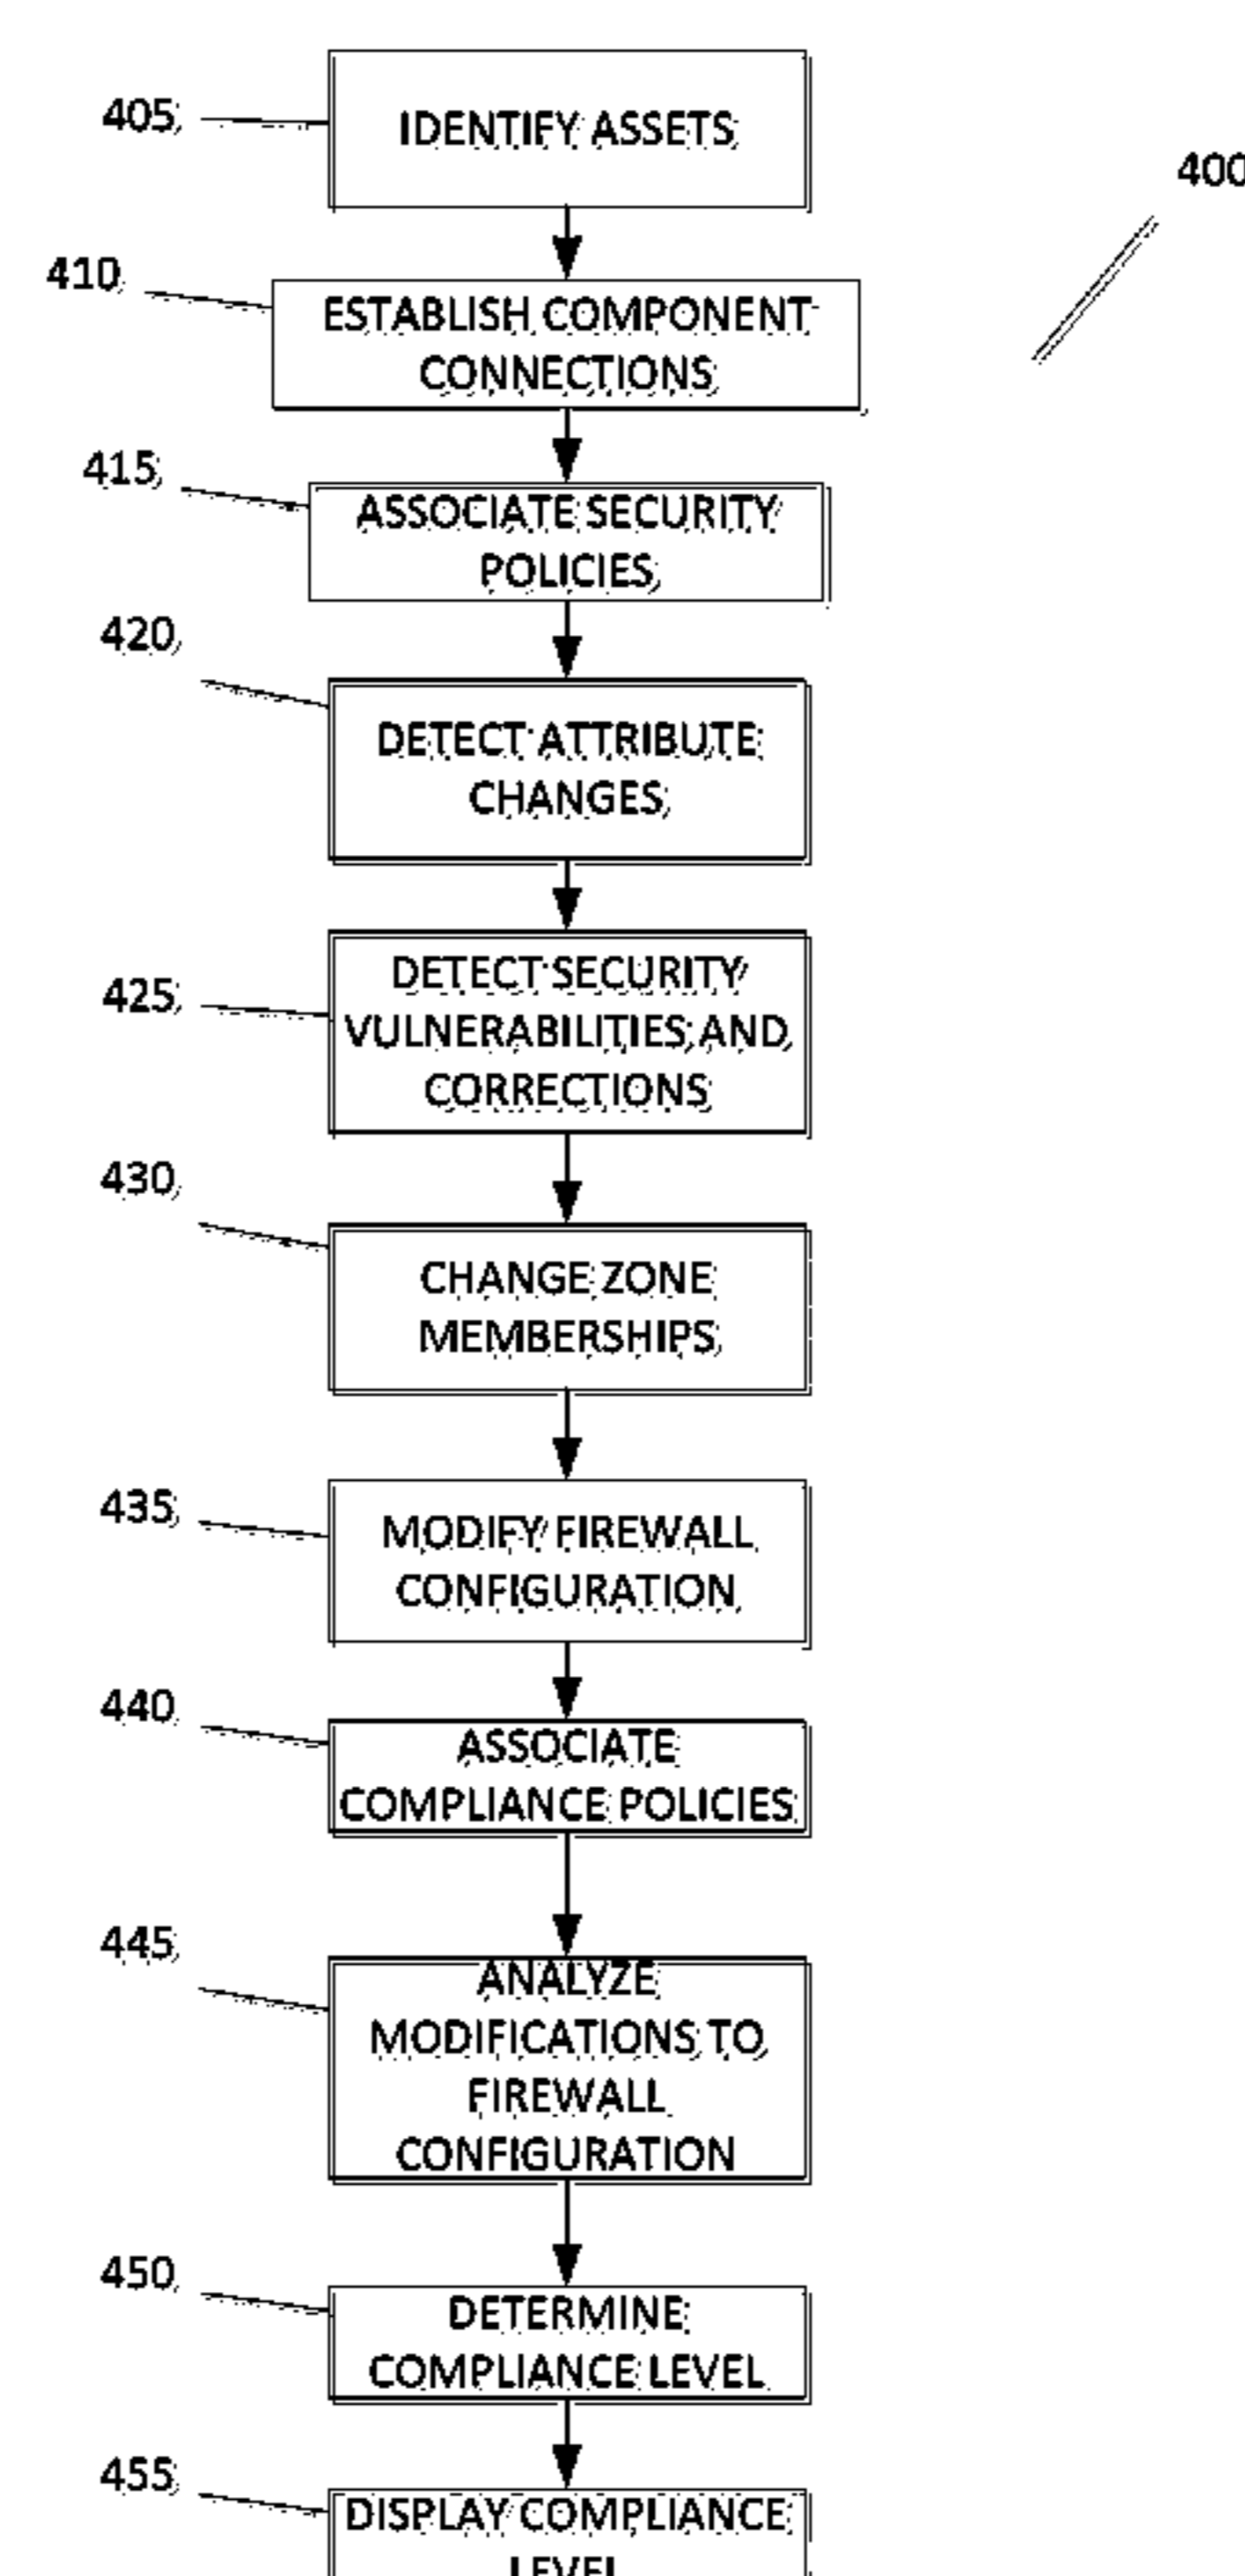 405
IDENTIFY ASSETS
400
410
ESTABLISH COMPONENT
CONNECTIONS
415
ASSOCIATE SECURITY
POLICIES
420
DETECT ATTRIBUTE
CHANGES
425
DETECT SECURITY
VULNERABILITIES AND
CORRECTIONS
430
CHANGE ZONE
MEMBERSHIPS
435
MODIFY FIREWALL
CONFIGURATION
440
ASSOCIATE
COMPLIANCE POLICIES
445
ANALYZE
MODIFICATIONS TO
FIREWALL
CONFIGURATION
450
DETERMINE
COMPLIANCE LEVEL
455
DISPLAY COMPLIANCE
LEVEL